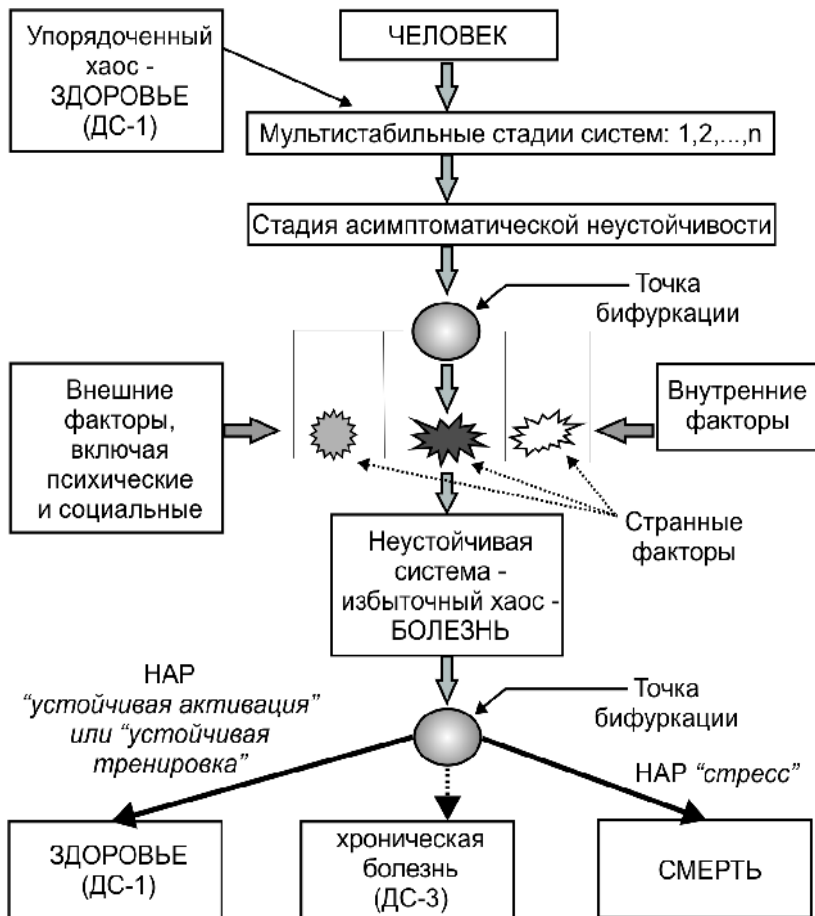 Упорядоченный
хаос -
ЗДОРОВЬЕ
(ДС-1)
ЧЕЛОВЕК
Мультистабильные стадии систем: 1,2,...,n
Стадия асимптоматической неустойчивости
Точка
бифуркации
Внешние
факторы,
включая
психические
и социальные
Внутренние
факторы
Странные
факторы
Неустойчивая
система -
избыточный хаос -
БОЛЕЗНЬ
НАР
“устойчивая активация”
или “устойчивая
тренировка”
Точка
бифуркации
НАР “стресс”
ЗДОРОВЬЕ
(ДС-1)
хроническая
болезнь
(ДС-3)
СМЕРТЬ